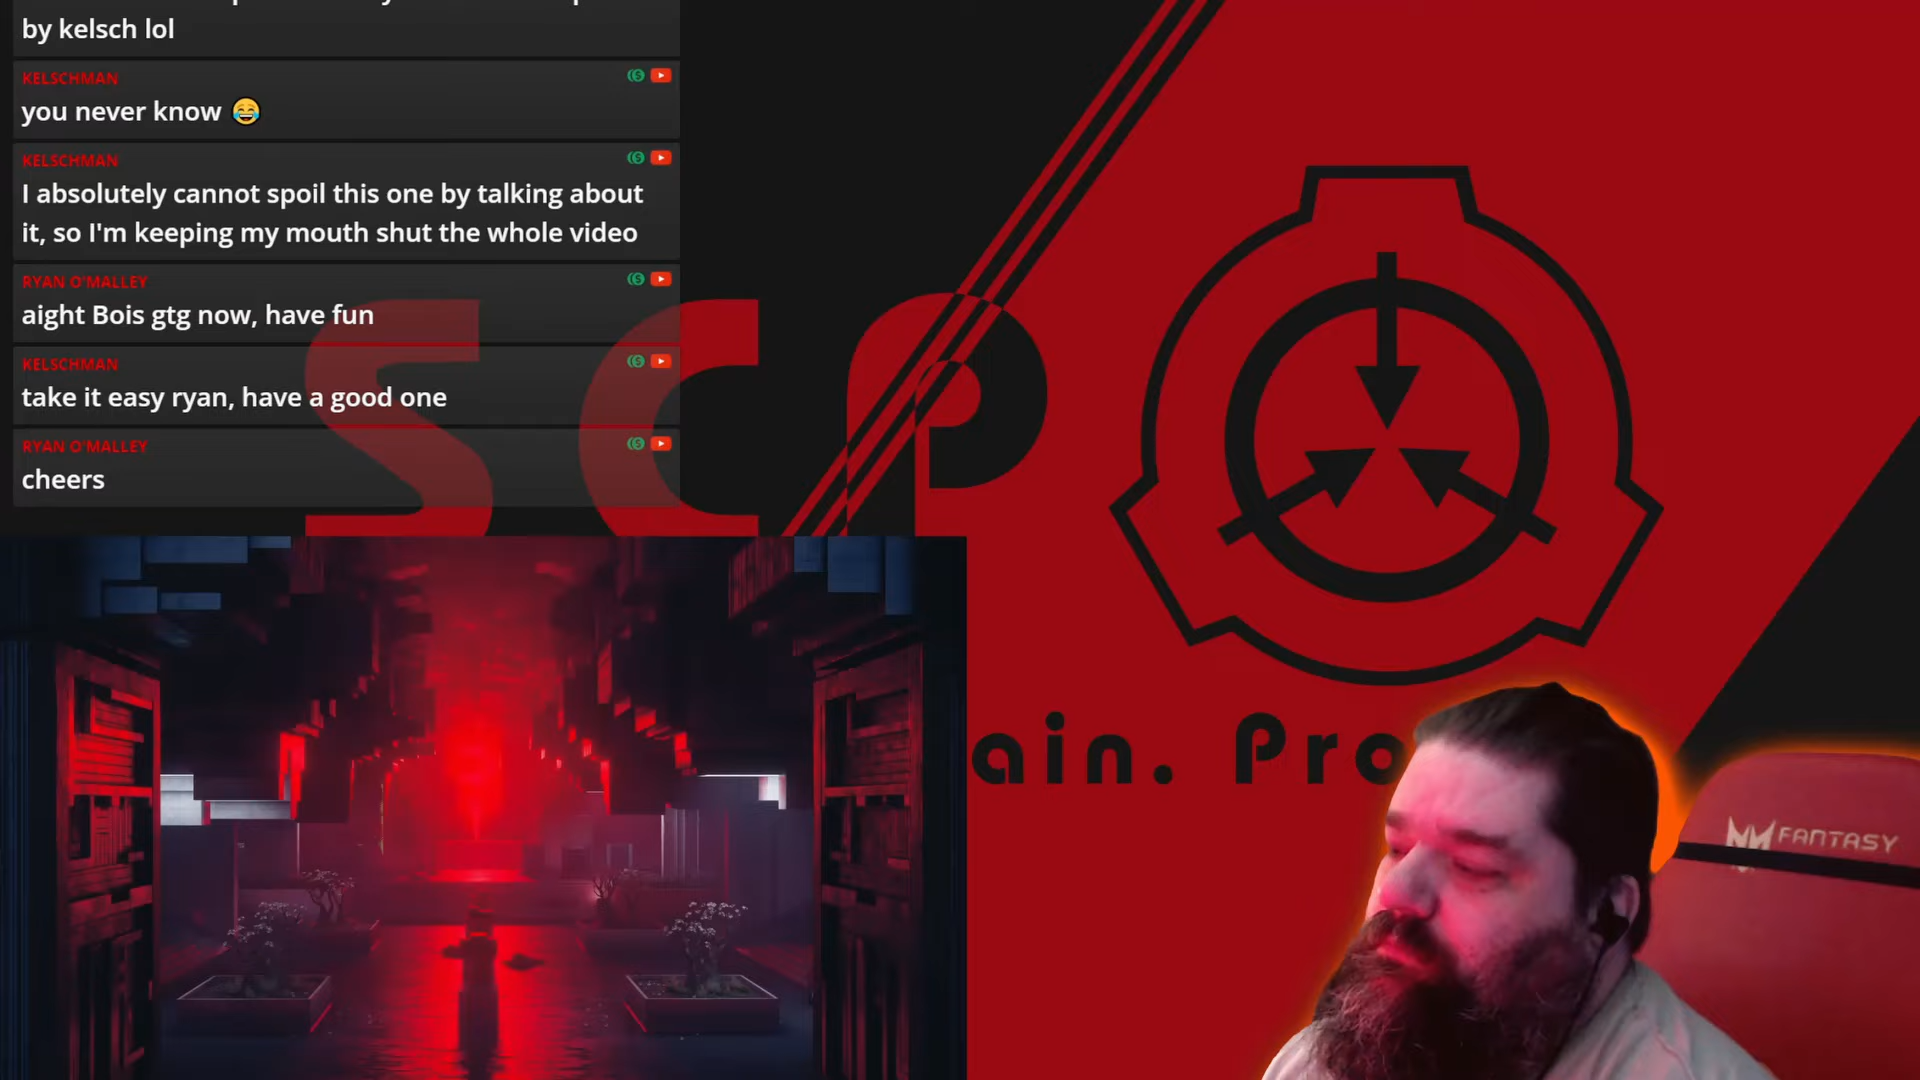 by kelsch lol
KELSCHMAN
you never know 😂
KELSCHMAN
I absolutely cannot spoil this one by talking about
it, so I'm keeping my mouth shut the whole video
RYAN O'MALLEY
aight Bois gtg now, have fun
KELSCHMAN
take it easy ryan, have a good one
RYAN O'MALLEY
cheers
SCP
ain. Pro
FANTASY